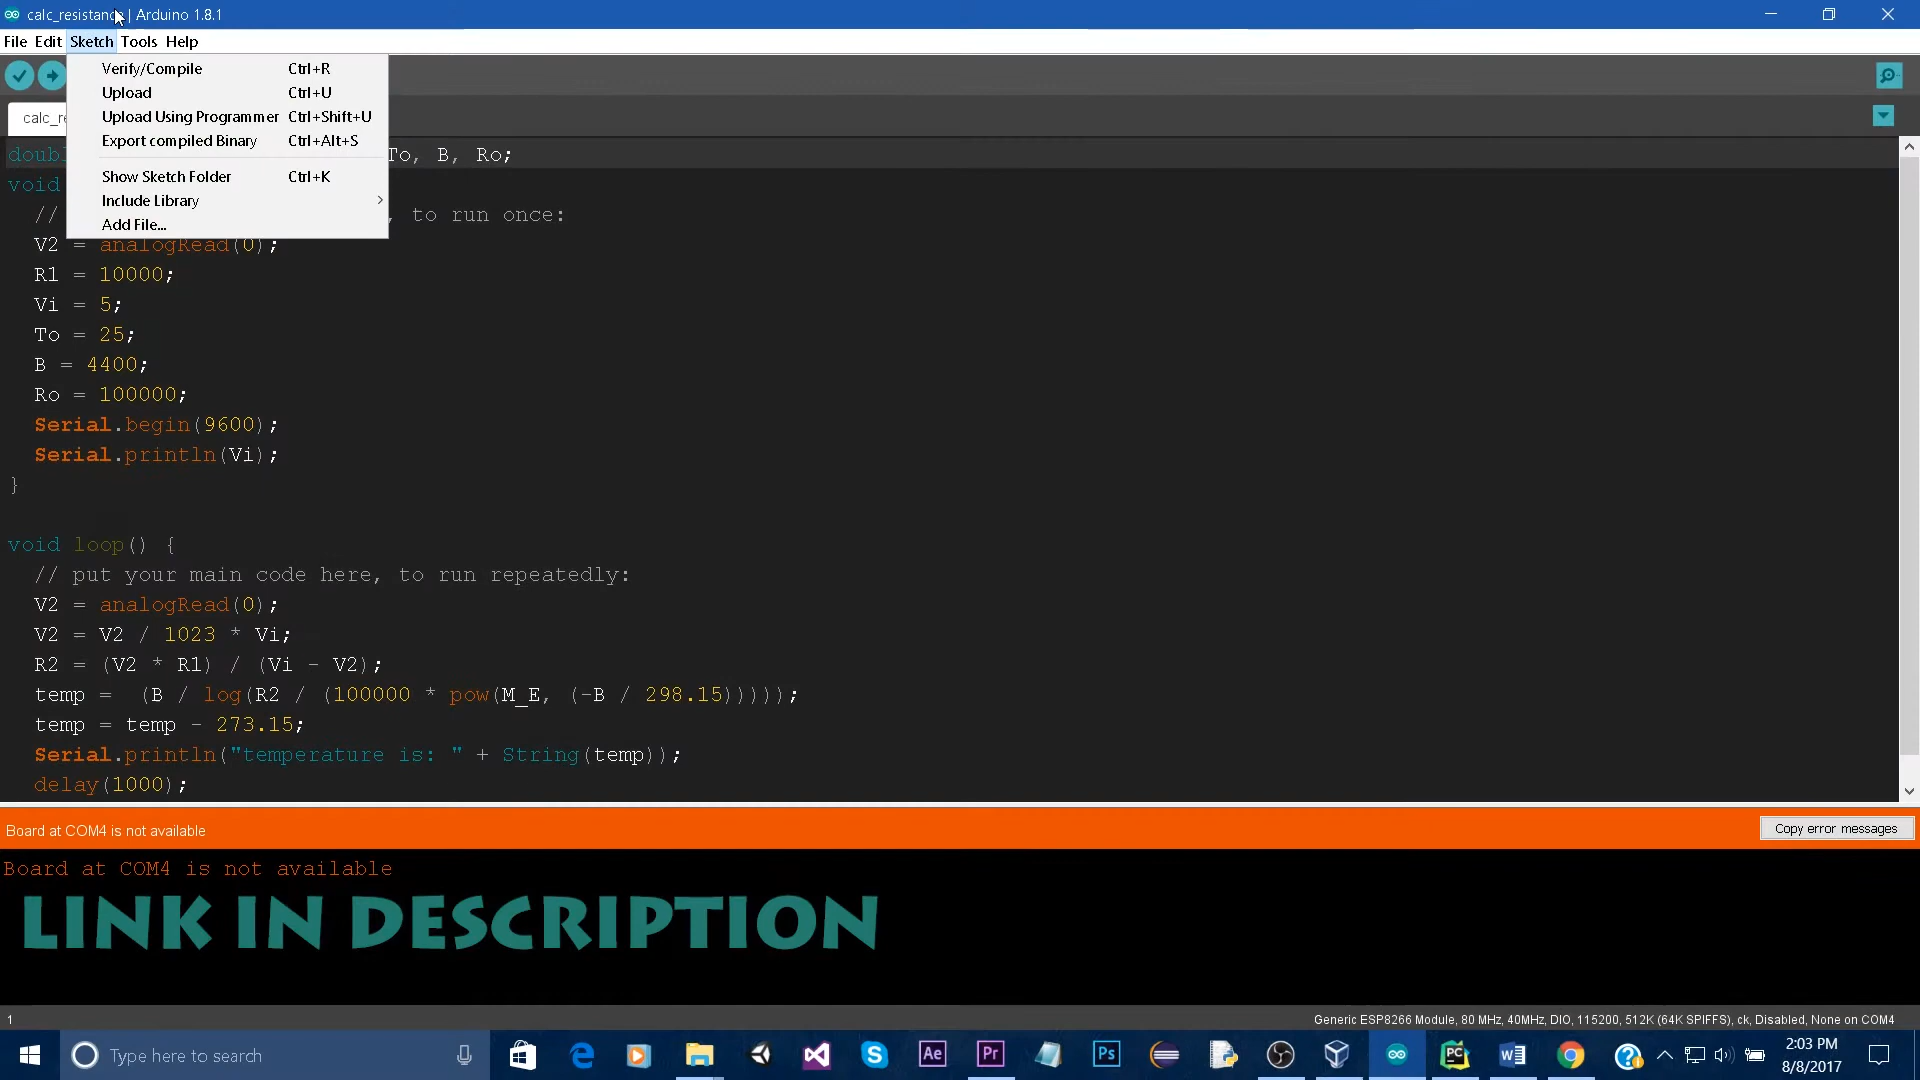 calc_resistance | Arduino 1.8.1
File Edit Sketch Tools Help
Verify/Compile Ctrl+R
Upload Ctrl+U
Upload Using Programmer Ctrl+Shift+U
Export compiled Binary Ctrl+Alt+S
Show Sketch Folder Ctrl+K
Include Library
Add File...
calc_re
doubl To, B, Ro;
void
// , to run once:
V2 = analogRead(0);
R1 = 10000;
Vi = 5;
To = 25;
B = 4400;
Ro = 100000;
Serial.begin(9600);
Serial.println(Vi);
}
void loop() {
// put your main code here, to run repeatedly:
V2 = analogRead(0);
V2 = V2 / 1023 * Vi;
R2 = (V2 * R1) / (Vi - V2);
temp = (B / log(R2 / (100000 * pow(M_E, (-B / 298.15)))));
temp = temp - 273.15;
Serial.println("temperature is: " + String(temp));
delay(1000);
Board at COM4 is not available
Copy error messages
Board at COM4 is not available
LINK IN DESCRIPTION
1
Generic ESP8266 Module, 80 MHz, 40MHz, DIO, 115200, 512K (64K SPIFFS), ck, Disabled, None on COM4
Type here to search
Ae
Pr
Ps
PC
2:03 PM
8/8/2017